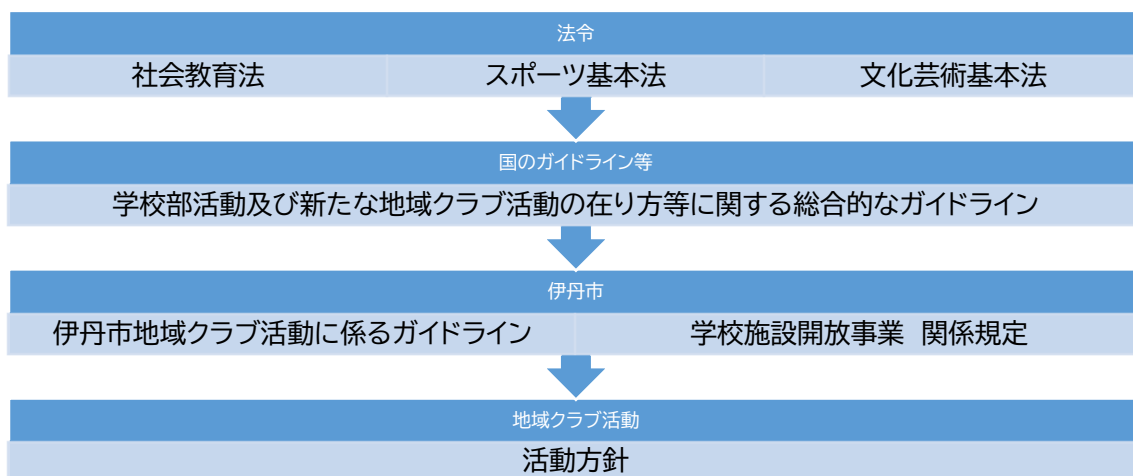 法令
社会教育法 スポーツ基本法 文化芸術基本法
国のガイドライン等
学校部活動及び新たな地域クラブ活動の在り方等に関する総合的なガイドライン
伊丹市
伊丹市地域クラブ活動に係るガイドライン 学校施設開放事業 関係規定
地域クラブ活動
活動方針